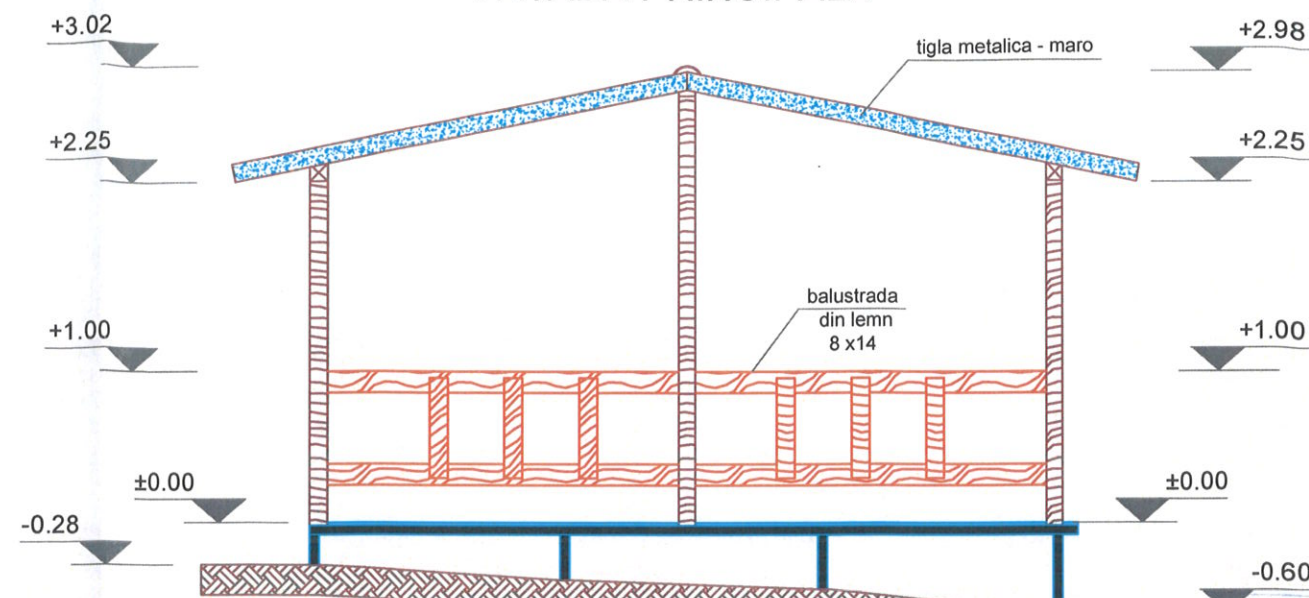 +3.02
+2.98
tigla metalica - maro
+2.25
+2.25
balustrada
din lemn
8 x14
+1.00
+1.00
±0.00
±0.00
-0.28
-0.60